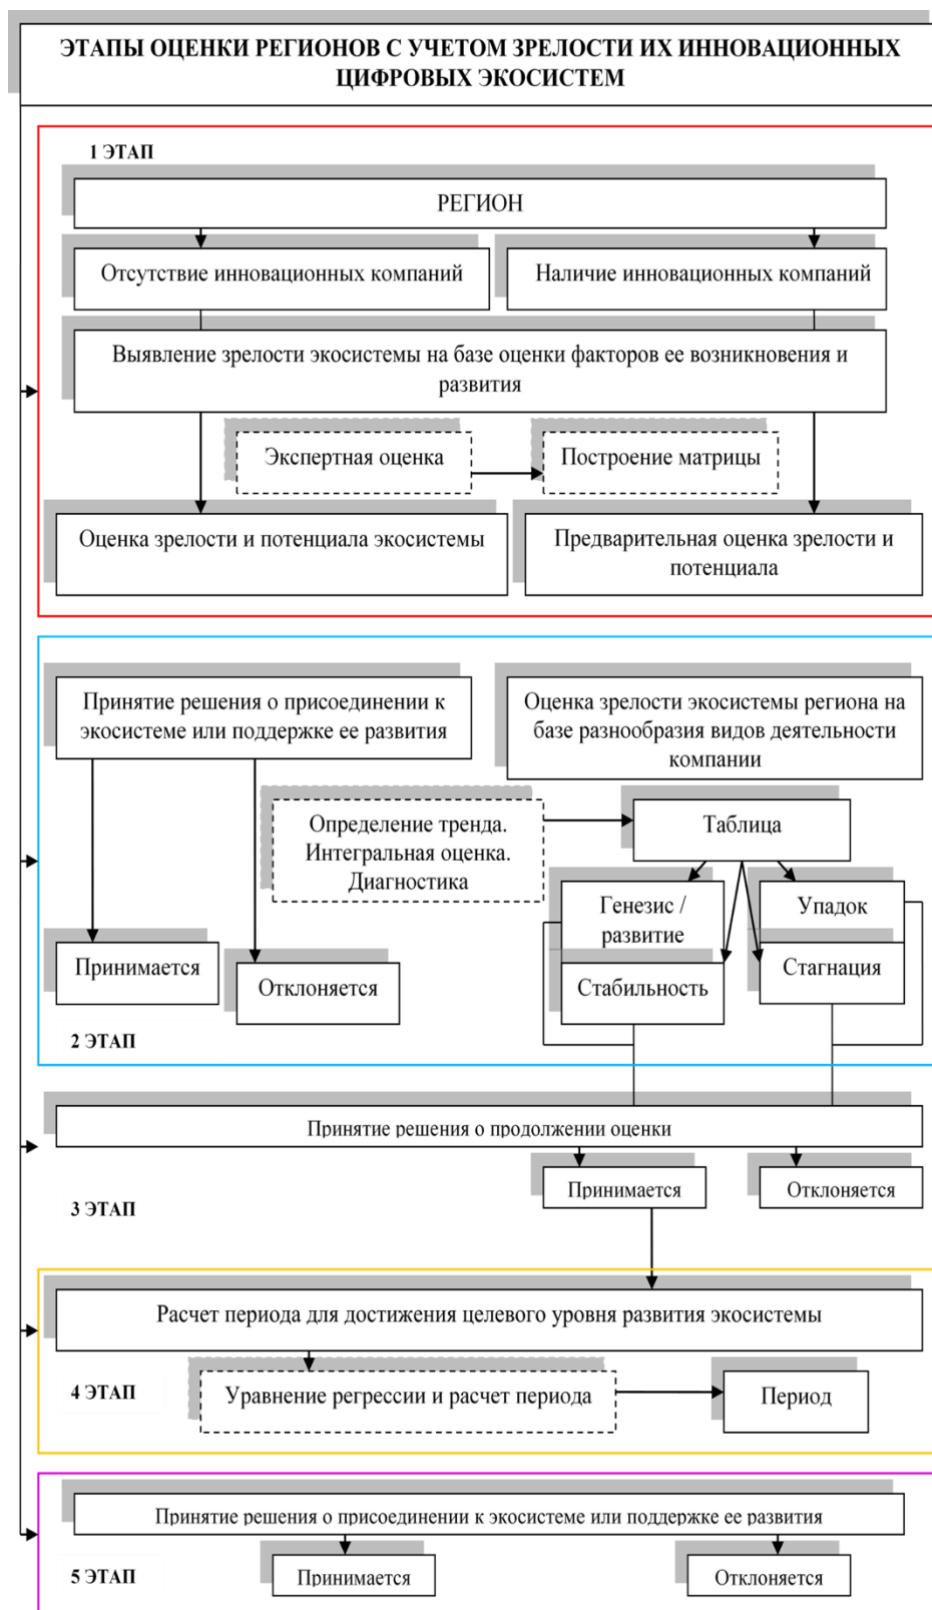 ЭТАПЫ ОЦЕНКИ РЕГИОНОВ С УЧЕТОМ ЗРЕЛОСТИ ИХ ИННОВАЦИОННЫХ
ЦИФРОВЫХ ЭКОСИСТЕМ
1 ЭТАП
РЕГИОН
Отсутствие инновационных компаний
Наличие инновационных компаний
Выявление зрелости экосистемы на базе оценки факторов ее возникновения и
развития
Экспертная оценка
Построение матрицы
Оценка зрелости и потенциала экосистемы
Предварительная оценка зрелости и
потенциала
Принятие решения о присоединении к
экосистеме или поддержке ее развития
Оценка зрелости экосистемы региона на
базе разнообразия видов деятельности
компании
Определение тренда.
Интегральная оценка.
Диагностика
Таблица
Генезис /
развитие
Упадок
Принимается
Отклоняется
Стабильность
Стагнация
2 ЭТАП
Принятие решения о продолжении оценки
Принимается
Отклоняется
3 ЭТАП
Расчет периода для достижения целевого уровня развития экосистемы
4 ЭТАП
Уравнение регрессии и расчет периода
Период
Принятие решения о присоединении к экосистеме или поддержке ее развития
5 ЭТАП
Принимается
Отклоняется